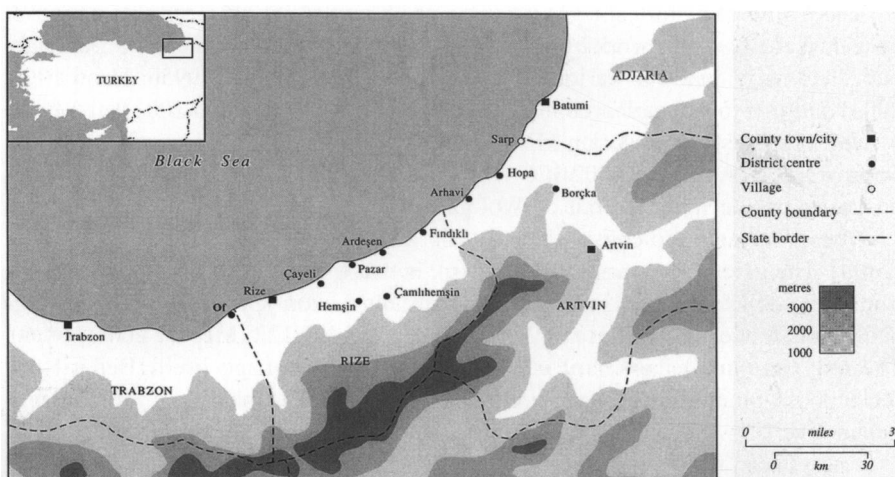 TURKEY
Black Sea
ADJARIA
Batumi
Sarp
Hopa
Borçka
Arhavi
Fındıklı
Artvin
Ardeşen
Pazar
Çayeli
Rize
Çamlıhemşin
Hemşin
Of
ARTVIN
Trabzon
RIZE
TRABZON
County town/city
District centre
Village
County boundary
State border
metres
3000
2000
1000
0 miles
0 km 30